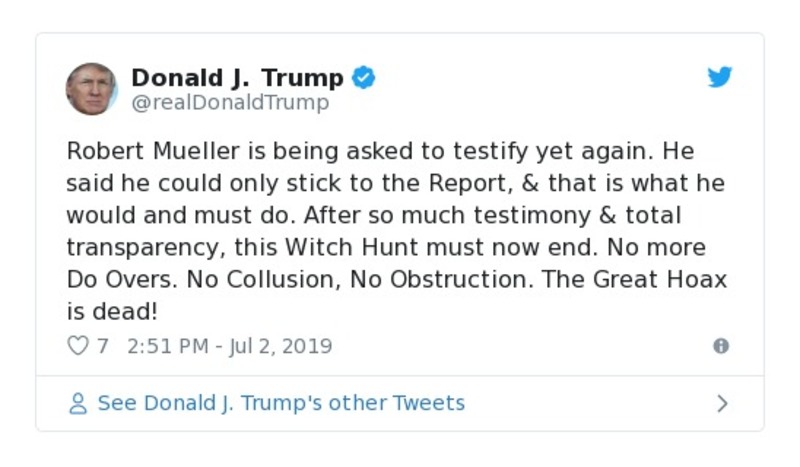 Donald J. Trump
@realDonaldTrump
Robert Mueller is being asked to testify yet again. He
said he could only stick to the Report, & that is what he
would and must do. After so much testimony & total
transparency, this Witch Hunt must now end. No more
Do Overs. No Collusion, No Obstruction. The Great Hoax
is dead!
7 2:51 PM - Jul 2, 2019
See Donald J. Trump's other Tweets